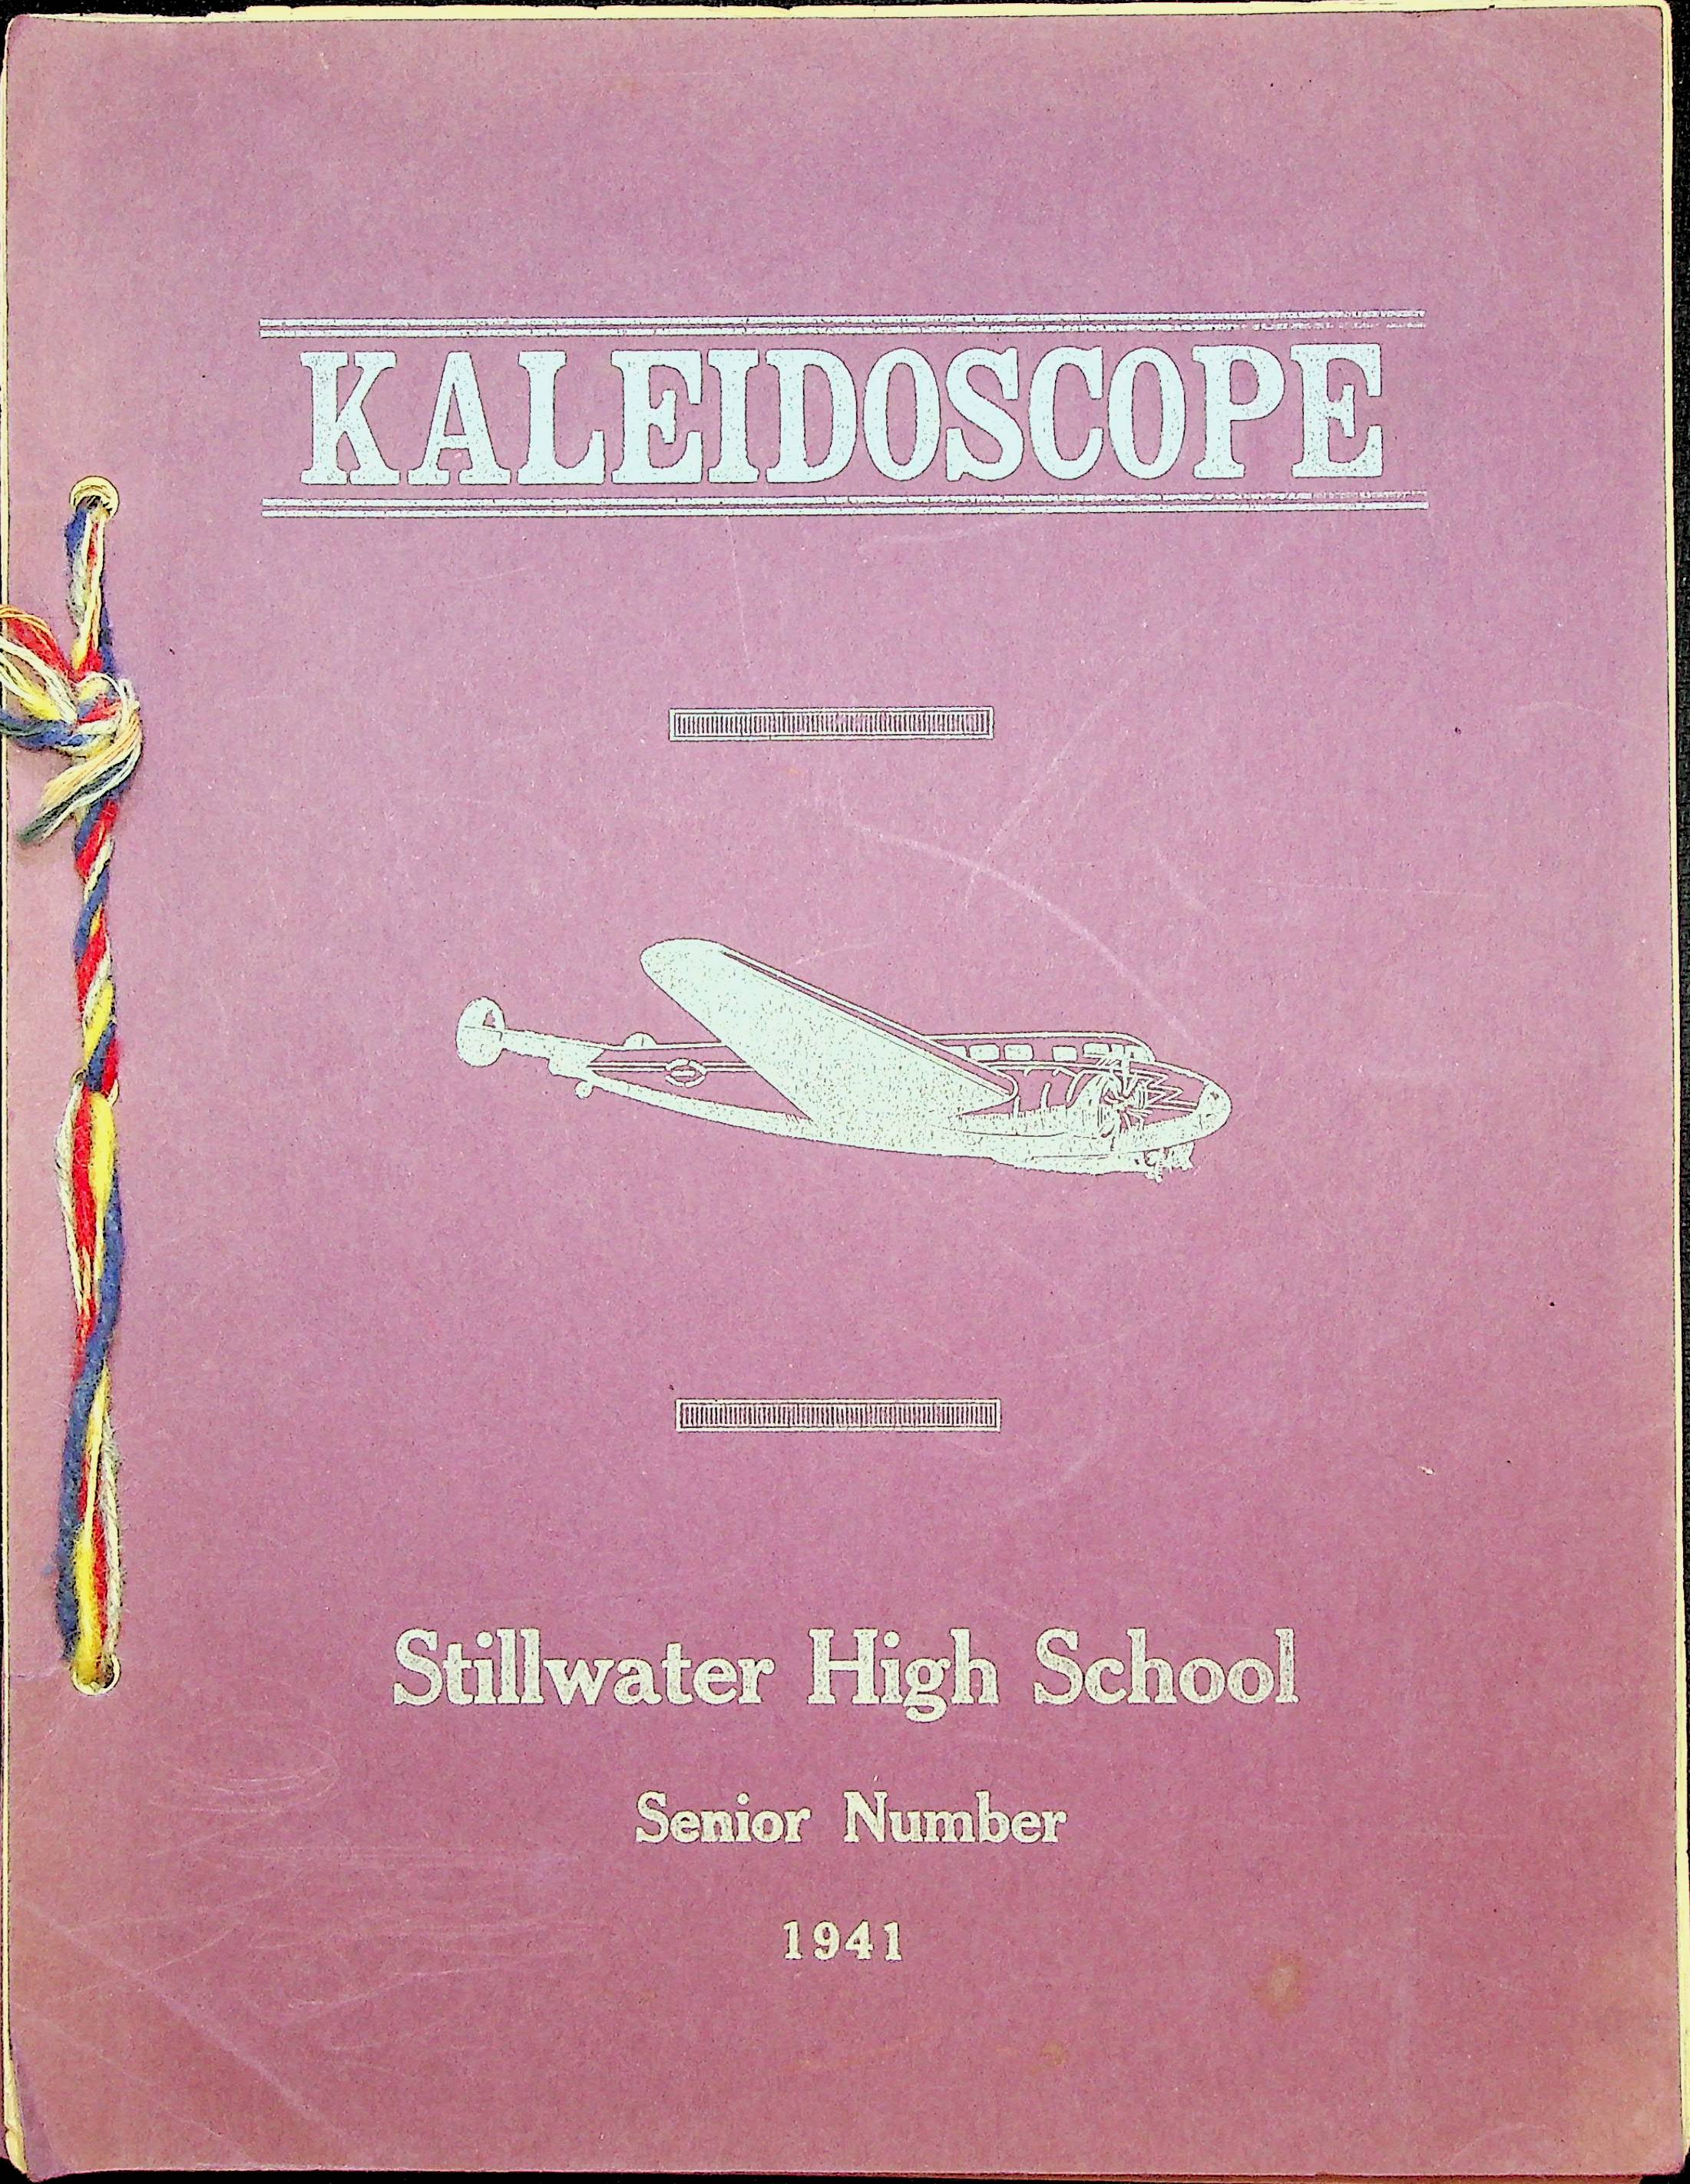 KALEIDOSCOPE
Stillwater High School
Senior Number
1941